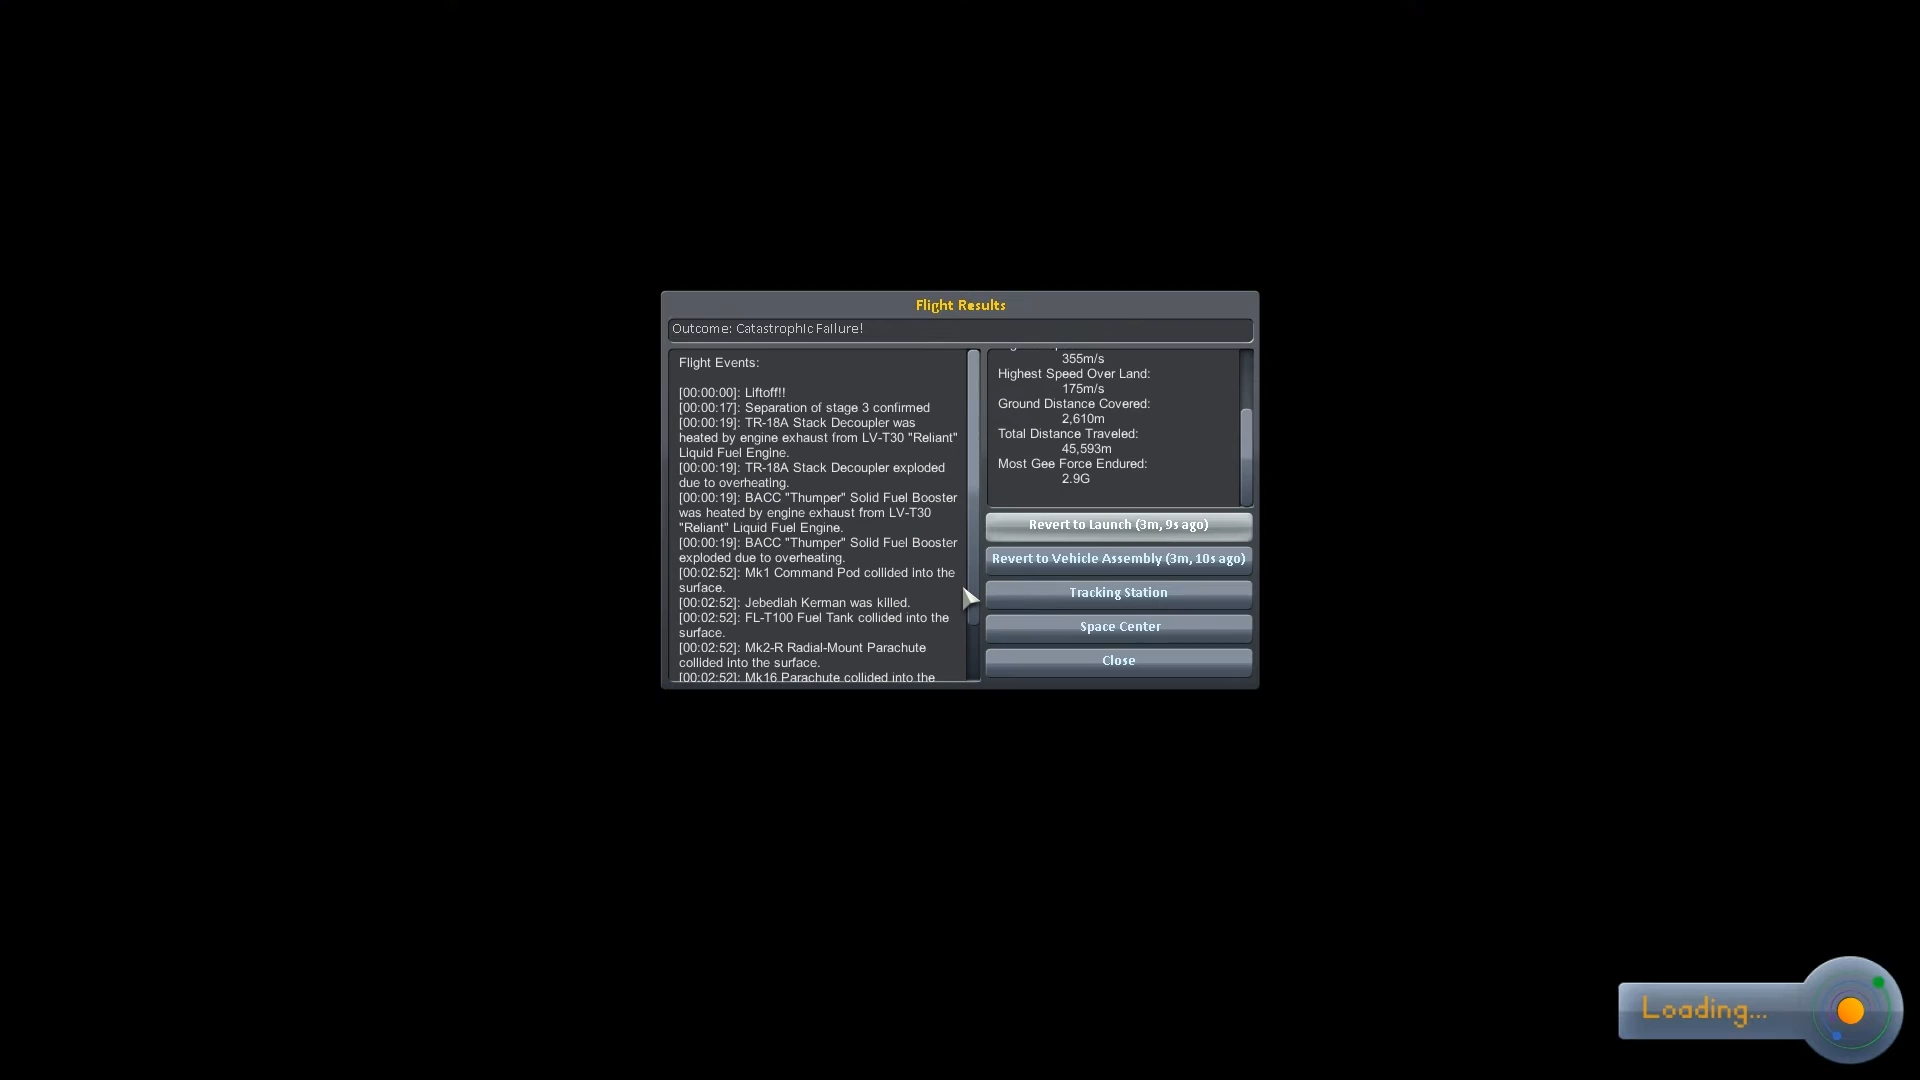 Flight Results
Outcome: Catastrophic Failure!
Flight Events:
[00:00:00]: Liftoff!!
[00:00:17]: Separation of stage 3 confirmed
[00:00:19]: TR-18A Stack Decoupler was
heated by engine exhaust from LV-T30 "Reliant"
Liquid Fuel Engine.
[00:00:19]: TR-18A Stack Decoupler exploded
due to overheating.
[00:00:19]: BACC "Thumper" Solid Fuel Booster
was heated by engine exhaust from LV-T30
"Reliant" Liquid Fuel Engine.
[00:00:19]: BACC "Thumper" Solid Fuel Booster
exploded due to overheating.
[00:02:52]: Mk1 Command Pod collided into the
surface.
[00:02:52]: Jebediah Kerman was killed.
[00:02:52]: FL-T100 Fuel Tank collided into the
surface.
[00:02:52]: Mk2-R Radial-Mount Parachute
collided into the surface.
[00:02:52]: Mk16 Parachute collided into the
355m/s
Highest Speed Over Land:
175m/s
Ground Distance Covered:
2,610m
Total Distance Traveled:
45,593m
Most Gee Force Endured:
2.9G
Revert to Launch (3m, 9s ago)
Revert to Vehicle Assembly (3m, 10s ago)
Tracking Station
Space Center
Close
Loading...